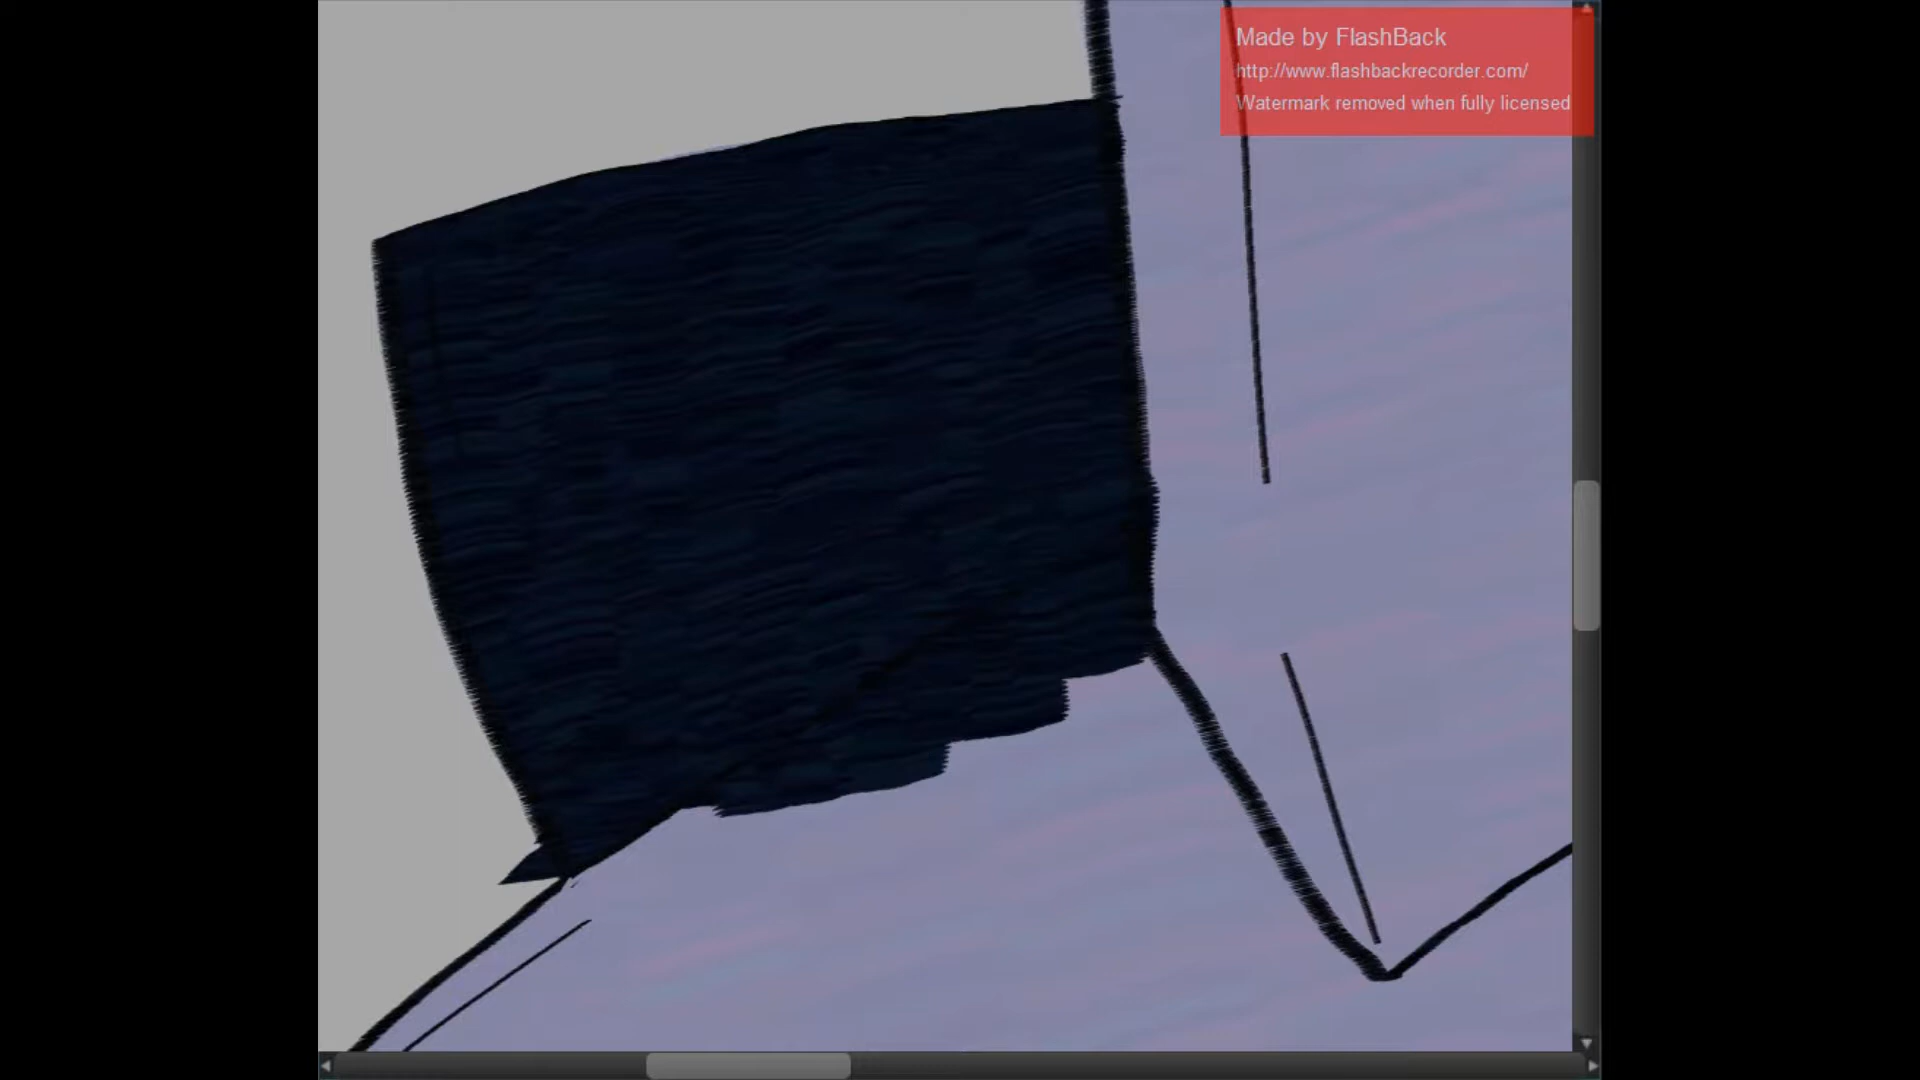 Made by FlashBack
http://www.flashbackrecorder.com/
Watermark removed when fully licensed